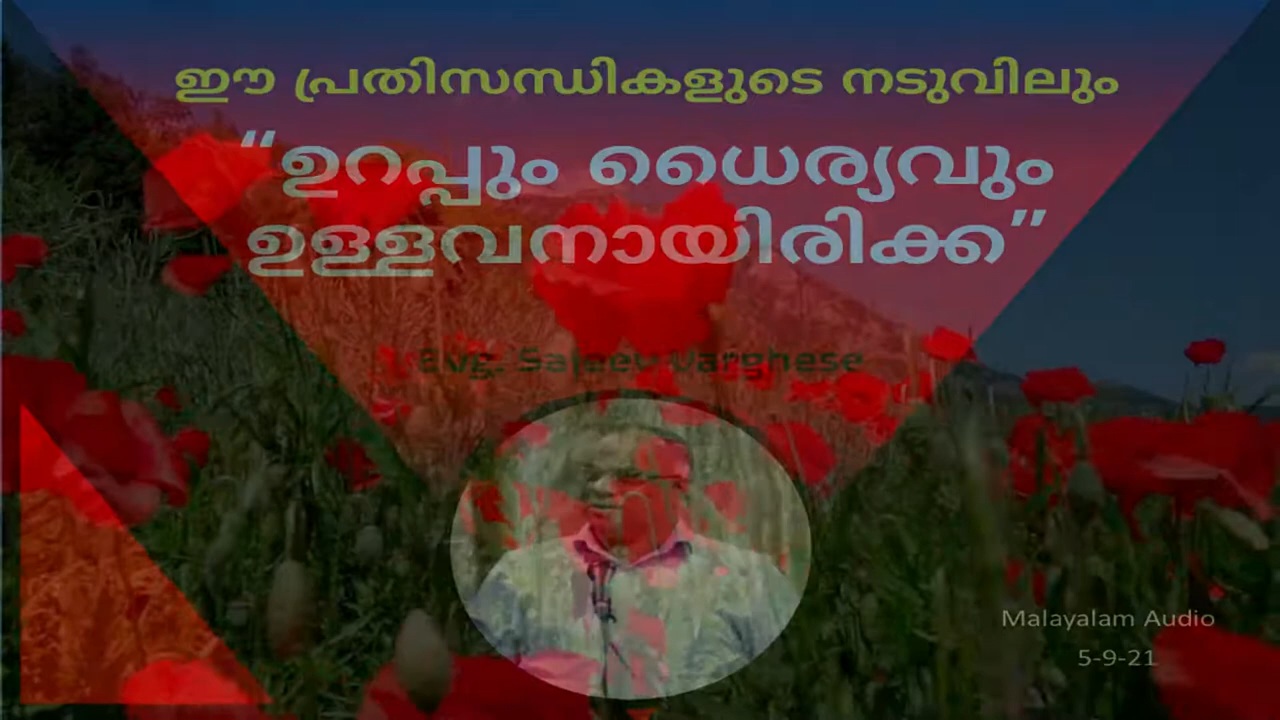 ഈ പ്രതിസന്ധികളുടെ നടുവിലും
“ഉറപ്പും ധൈര്യവും
ഉള്ളവനായിരിക്ക”
Evg. Sajeev Varghese
Malayalam Audio
5-9-21